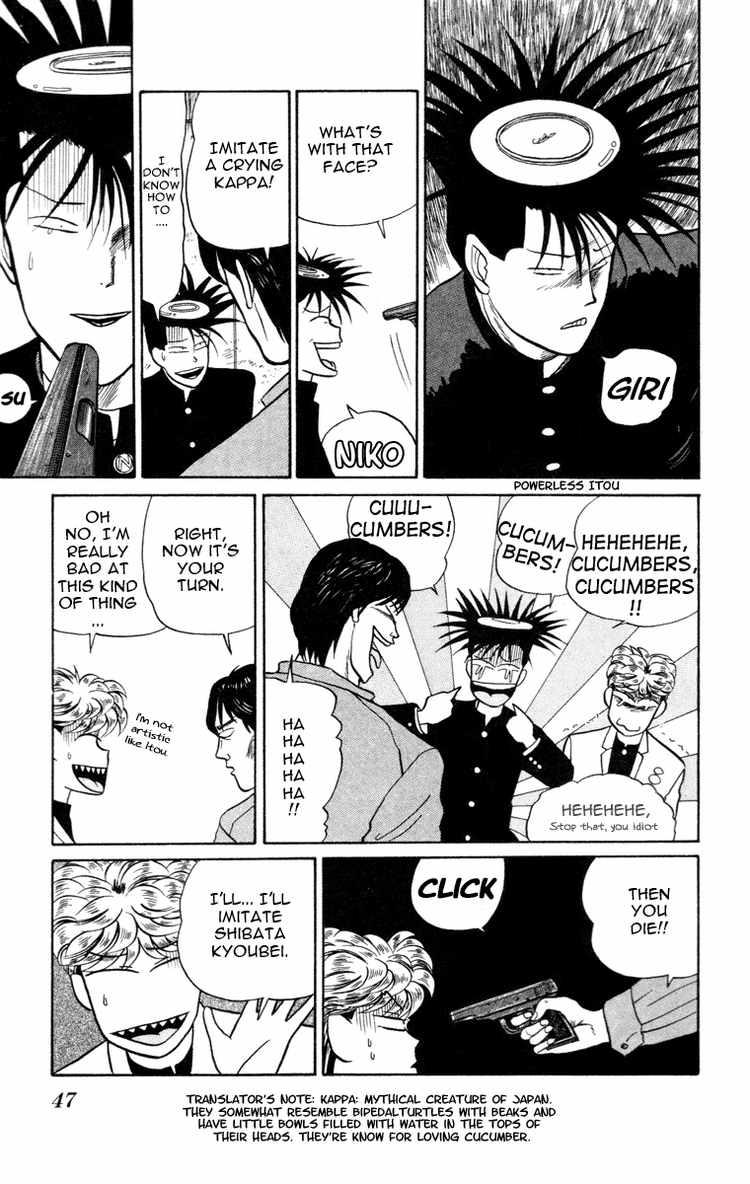 GIRI
POWERLESS ITOU
WHAT'S
WITH THAT
FACE?
NIKO
IMITATE
A CRYING
KAPPA!
I
DON'T
KNOW
HOW
TO
....
SU
N
CUUU-
CUMBERS!
CUCUM-
BERS!
HEHEHEHE,
CUCUMBERS,
CUCUMBERS
!!
HA
HA
HA
HA
HA
!!
HEHEHEHE,
Stop that, you idiot
RIGHT,
NOW IT'S
YOUR
TURN.
OH
NO, I'M
REALLY
BAD AT
THIS KIND
OF THING
...
I'm not
artistic
like Itou
THEN
YOU
DIE!!
CLICK
I'LL... I'LL
IMITATE
SHIBATA
KYOUBEI.
47
TRANSLATOR'S NOTE: KAPPA: MYTHICAL CREATURE OF JAPAN.
THEY SOMEWHAT RESEMBLE BIPEDALTURTLES WITH BEAKS AND
HAVE LITTLE BOWLS FILLED WITH WATER IN THE TOPS OF
THEIR HEADS. THEY'RE KNOW FOR LOVING CUCUMBER.